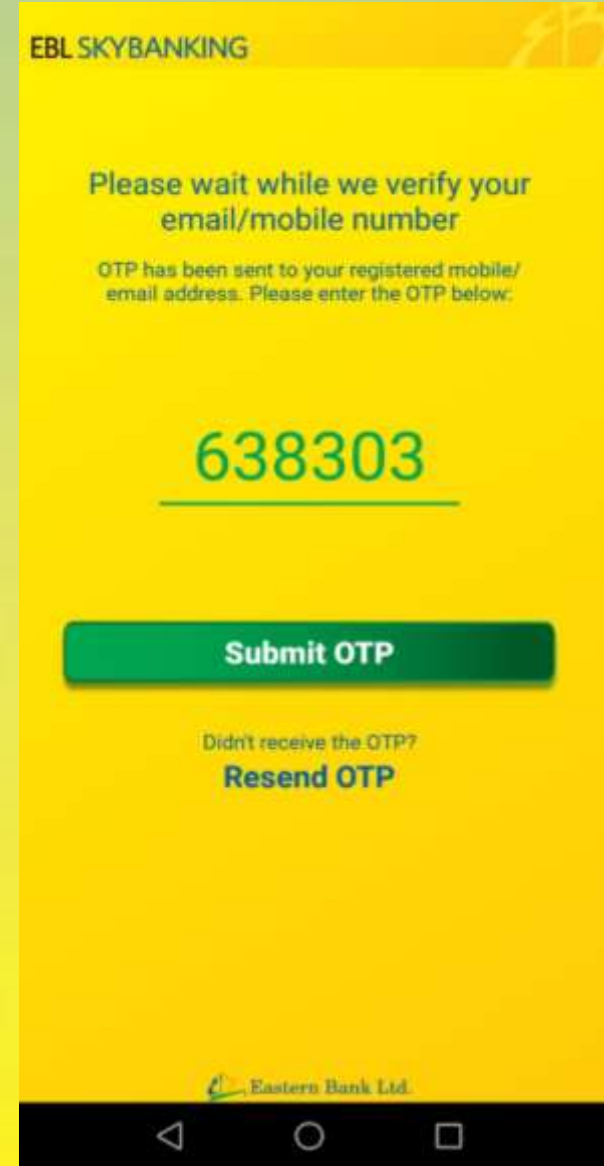 EBL SKYBANKING
Please wait while we verify your
email/mobile number
OTP has been sent to your registered mobile/
email address. Please enter the OTP below:
638303
Submit OTP
Didn't receive the OTP?
Resend OTP
Eastern Bank Ltd.